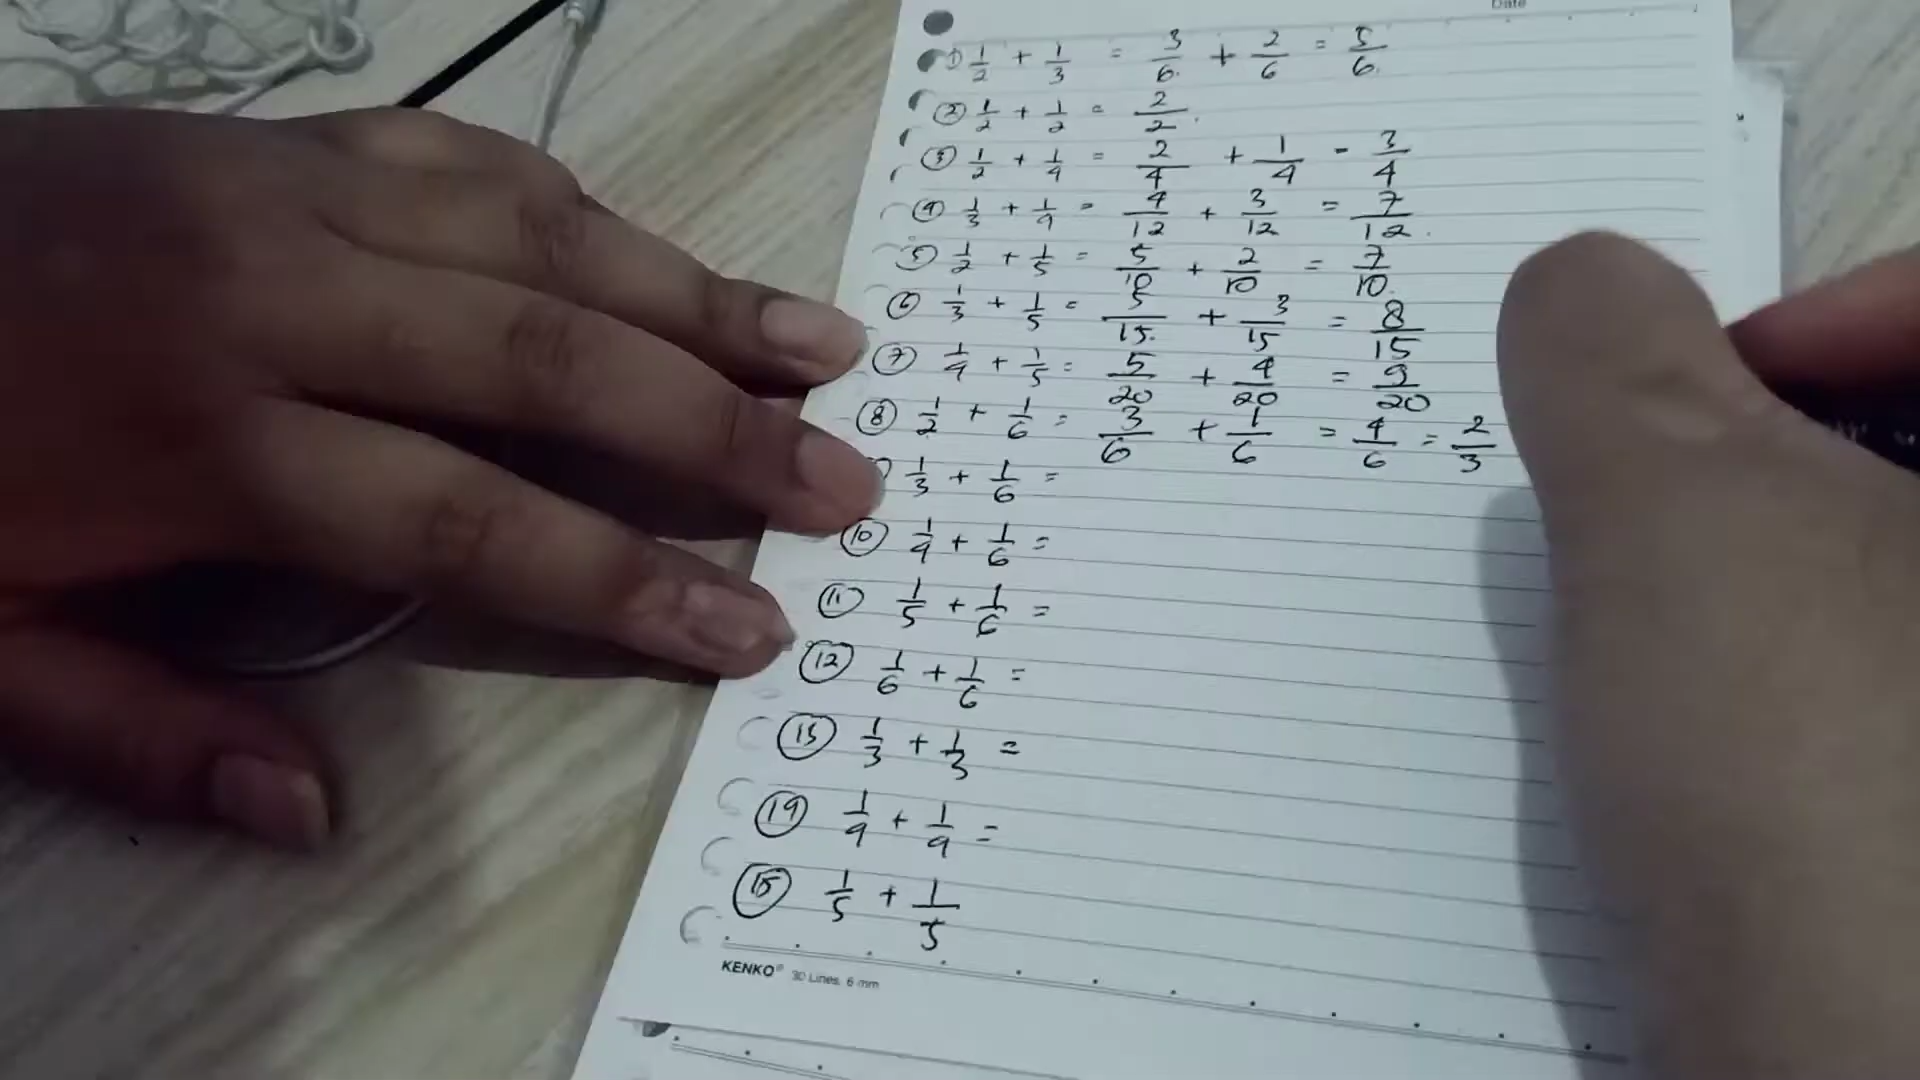 Date
① 1/2 + 1/3 = 3/6 + 2/6 = 5/6
② 1/2 + 1/2 = 2/2
③ 1/2 + 1/4 = 2/4 + 1/4 = 3/4
④ 1/3 + 1/4 = 4/12 + 3/12 = 7/12
⑤ 1/2 + 1/5 = 5/10 + 2/10 = 7/10
⑥ 1/3 + 1/5 = 5/15 + 3/15 = 8/15
⑦ 1/4 + 1/5 = 5/20 + 4/20 = 9/20
⑧ 1/2 + 1/6 = 3/6 + 1/6 = 4/6 = 2/3
1/3 + 1/6 =
⑩ 1/4 + 1/6 =
⑪ 1/5 + 1/6 =
⑫ 1/6 + 1/6 =
⑬ 1/3 + 1/3 =
⑭ 1/4 + 1/4 =
⑮ 1/5 + 1/5
KENKO® 30 Lines, 6 mm